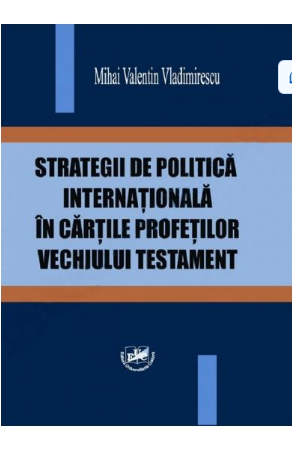 Mihai Valentin Vladimirescu
STRATEGII DE POLITICĂ
INTERNAȚIONALĂ
ÎN CĂRȚILE PROFEȚILOR
VECHIULUI TESTAMENT